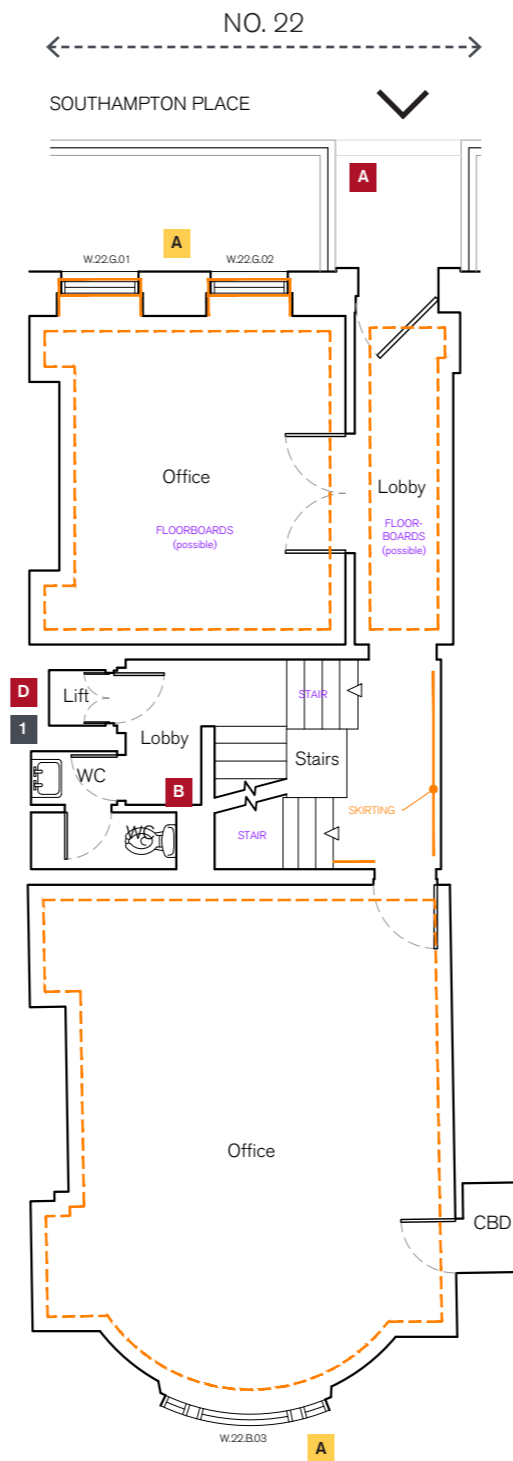 NO. 22
SOUTHAMPTON PLACE
A
A
W.22.G.01
W.22.G.02
Office
FLOORBOARDS
(possible)
Lobby
FLOOR-
BOARDS
(possible)
D
Lift
1
Lobby
STAIR
Stairs
WC
B
WC
STAIR
SKIRTING
Office
CBD
W.22.B.03
A